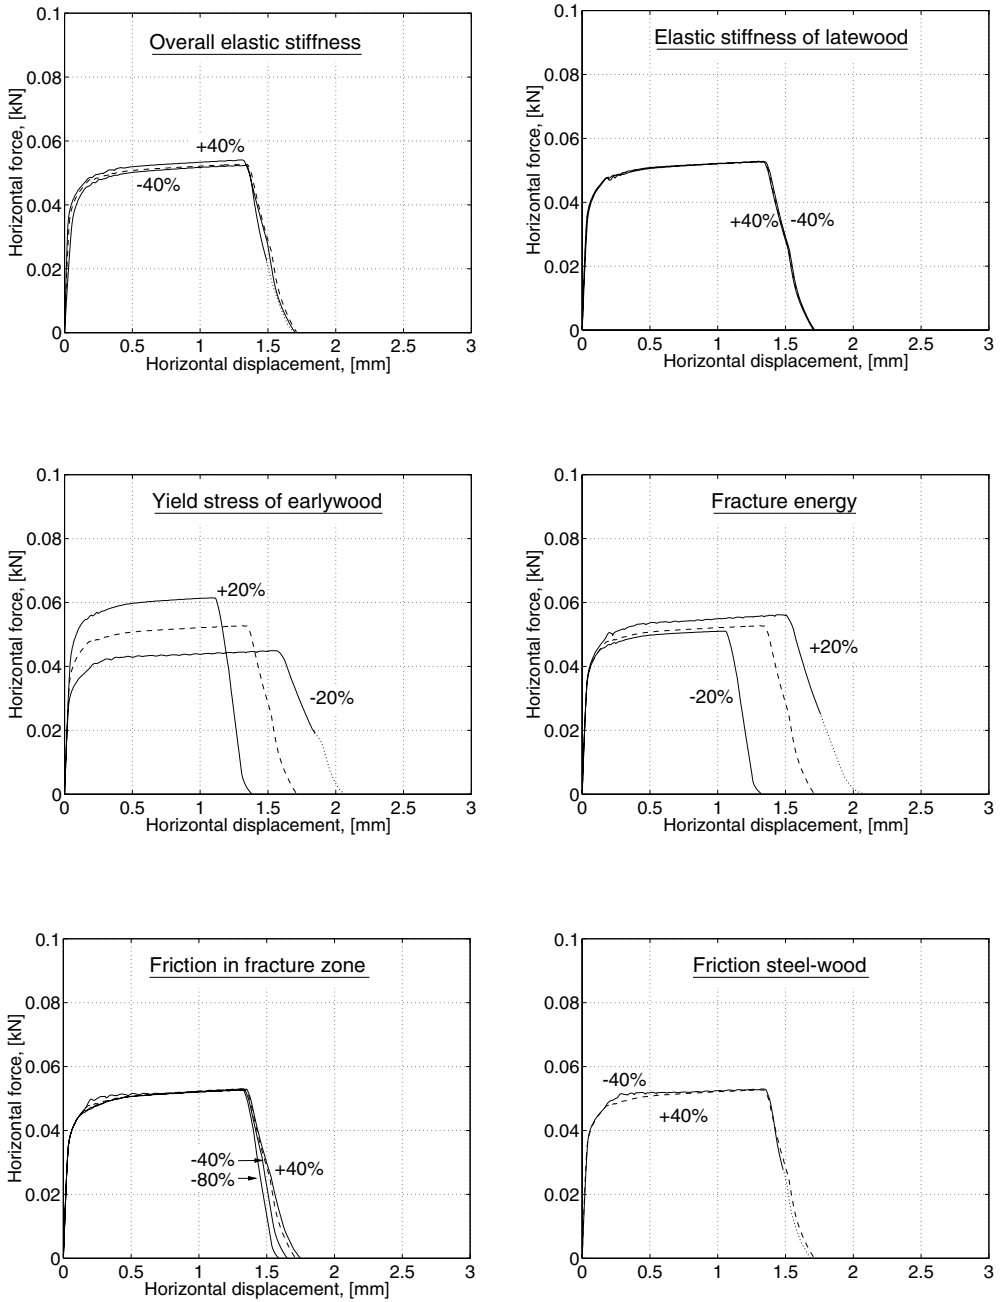 Overall elastic stiffness
Horizontal force, [kN]
0.1
0.08
0.06
0.04
0.02
0
+40%
-40%
0 0.5 1 1.5 2 2.5 3
Horizontal displacement, [mm]
Elastic stiffness of latewood
Horizontal force, [kN]
0.1
0.08
0.06
0.04
0.02
0
+40% -40%
0 0.5 1 1.5 2 2.5 3
Horizontal displacement, [mm]
Yield stress of earlywood
Horizontal force, [kN]
0.1
0.08
0.06
0.04
0.02
0
+20%
-20%
0 0.5 1 1.5 2 2.5 3
Horizontal displacement, [mm]
Fracture energy
Horizontal force, [kN]
0.1
0.08
0.06
0.04
0.02
0
+20%
-20%
0 0.5 1 1.5 2 2.5 3
Horizontal displacement, [mm]
Friction in fracture zone
Horizontal force, [kN]
0.1
0.08
0.06
0.04
0.02
0
-40% +40%
-80%
0 0.5 1 1.5 2 2.5 3
Horizontal displacement, [mm]
Friction steel-wood
Horizontal force, [kN]
0.1
0.08
0.06
0.04
0.02
0
-40%
+40%
0 0.5 1 1.5 2 2.5 3
Horizontal displacement, [mm]